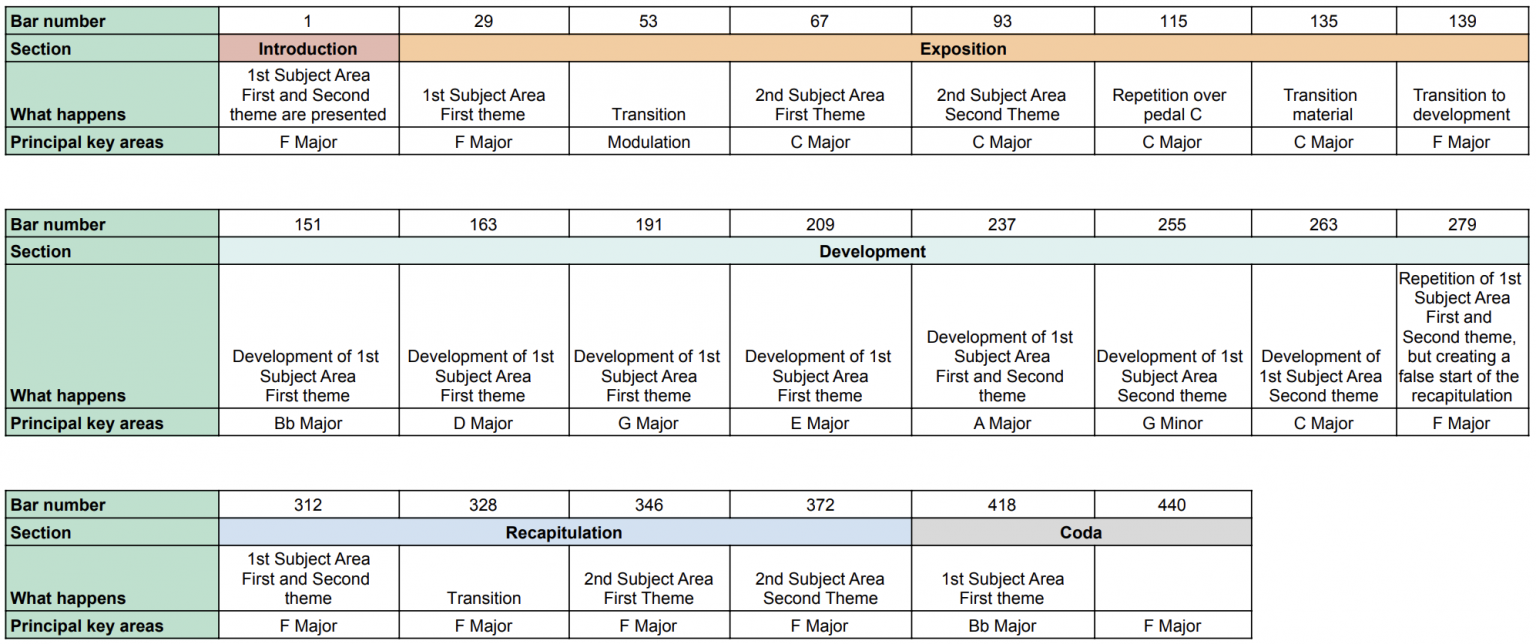 Bar number 1 29 53 67 93 115 135 139
Section Introduction Exposition
1st Subject Area
First and Second
theme are presented
1st Subject Area
First theme
Transition
2nd Subject Area
First Theme
2nd Subject Area
Second Theme
Repetition over
pedal C
Transition
material
Transition to
development
What happens
Principal key areas F Major F Major Modulation C Major C Major C Major C Major F Major
Bar number 151 163 191 209 237 255 263 279
Section Development
Development of 1st
Subject Area
First theme
Development of 1st
Subject Area
First theme
Development of 1st
Subject Area
First theme
Development of 1st
Subject Area
First theme
Development of 1st
Subject Area
First and Second
theme
Development of 1st
Subject Area
Second theme
Development of
1st Subject Area
Second theme
Repetition of 1st
Subject Area
First and
Second theme,
but creating a
false start of the
recapitulation
What happens
Principal key areas Bb Major D Major G Major E Major A Major G Minor C Major F Major
Bar number 312 328 346 372 418 440
Section Recapitulation Coda
1st Subject Area
First and Second
theme
Transition
2nd Subject Area
First Theme
2nd Subject Area
Second Theme
1st Subject Area
First theme
What happens
Principal key areas F Major F Major F Major F Major Bb Major F Major